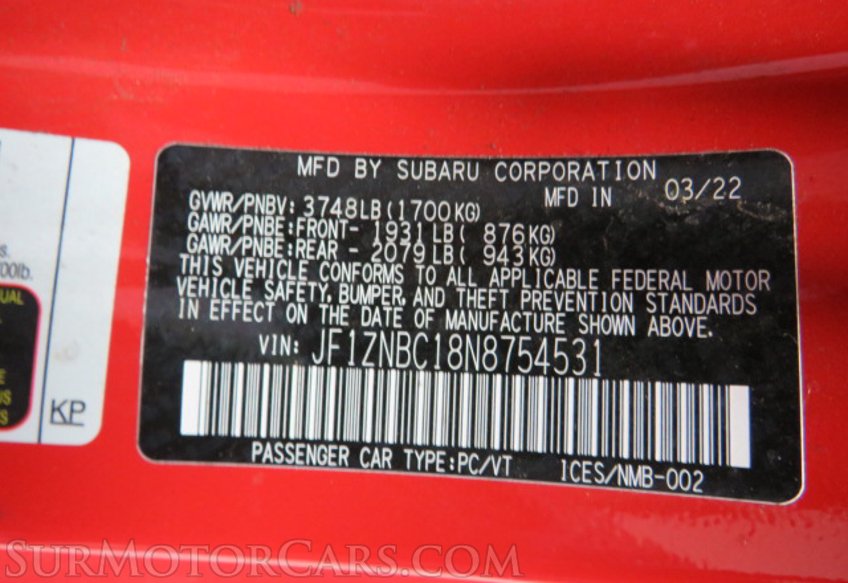 MFD BY SUBARU CORPORATION
MFD IN 03/22
GVWR/PNBV: 3748LB(1700KG)
GAWR/PNBE:FRONT- 1931LB( 876KG)
GAWR/PNBE:REAR - 2079LB( 943KG)
THIS VEHICLE CONFORMS TO ALL APPLICABLE FEDERAL MOTOR
VEHICLE SAFETY, BUMPER, AND THEFT PREVENTION STANDARDS
IN EFFECT ON THE DATE OF MANUFACTURE SHOWN ABOVE.
VIN: JF1ZNBC18N8754531
PASSENGER CAR TYPE:PC/VT ICES/NMB-002
KP
SurMotorCars.com